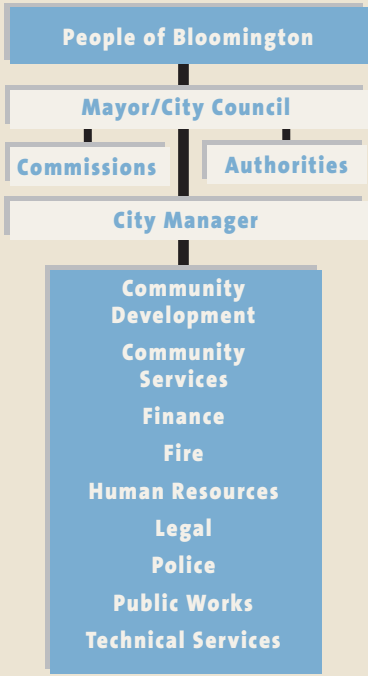 People of Bloomington
Mayor/City Council
Commissions
Authorities
City Manager
Community
Development
Community
Services
Finance
Fire
Human Resources
Legal
Police
Public Works
Technical Services